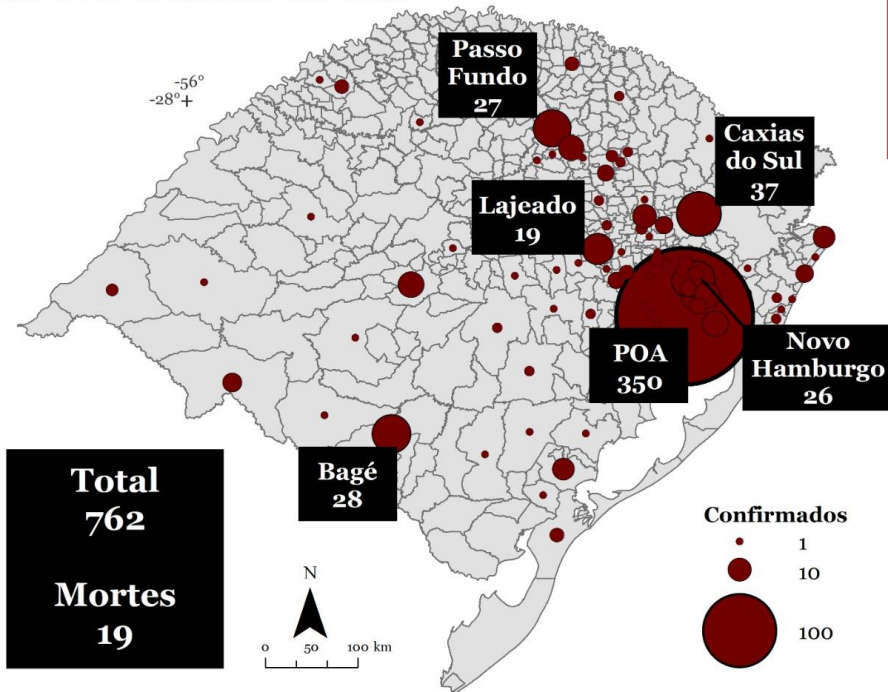 Passo
Fundo
27
-56°
-28°
Caxias
do Sul
37
Lajeado
19
POA
350
Novo
Hamburgo
26
Bagé
28
Total
762
Mortes
19
N
0 50 100 km
Confirmados
1
10
100